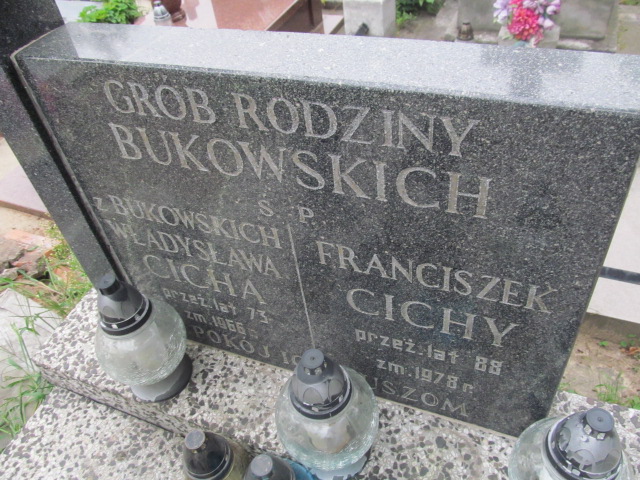 GRÓB RODZINY
BUKOWSKICH
Ś. P.
z BUKOWSKICH
WŁADYSŁAWA
CICHA
przeż. lat 73
zm. 1966
FRANCISZEK
CICHY
przeż. lat 88
zm. 1978 r.
POKÓJ